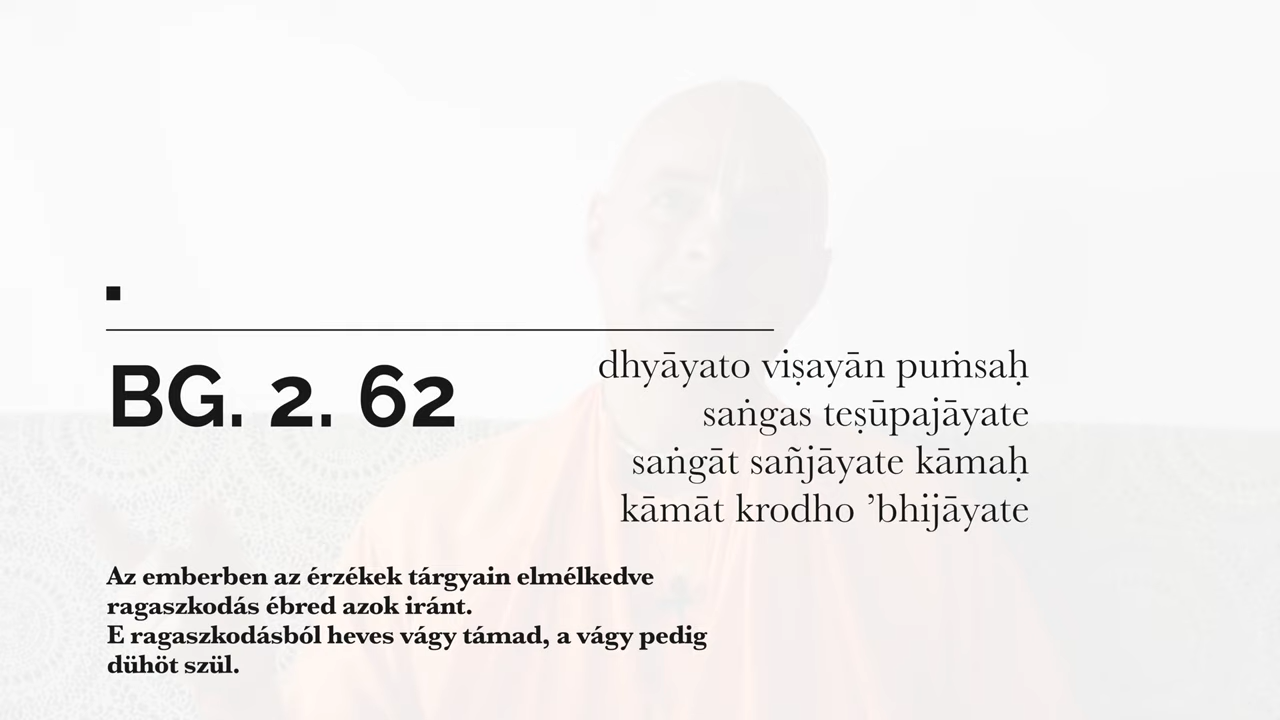 BG. 2. 62
dhyāyato viṣayān puṁsaḥ
saṅgas teṣūpajāyate
saṅgāt sañjāyate kāmaḥ
kāmāt krodho ’bhijāyate
Az emberben az érzékek tárgyain elmélkedve
ragaszkodás ébred azok iránt.
E ragaszkodásból heves vágy támad, a vágy pedig
dühöt szül.